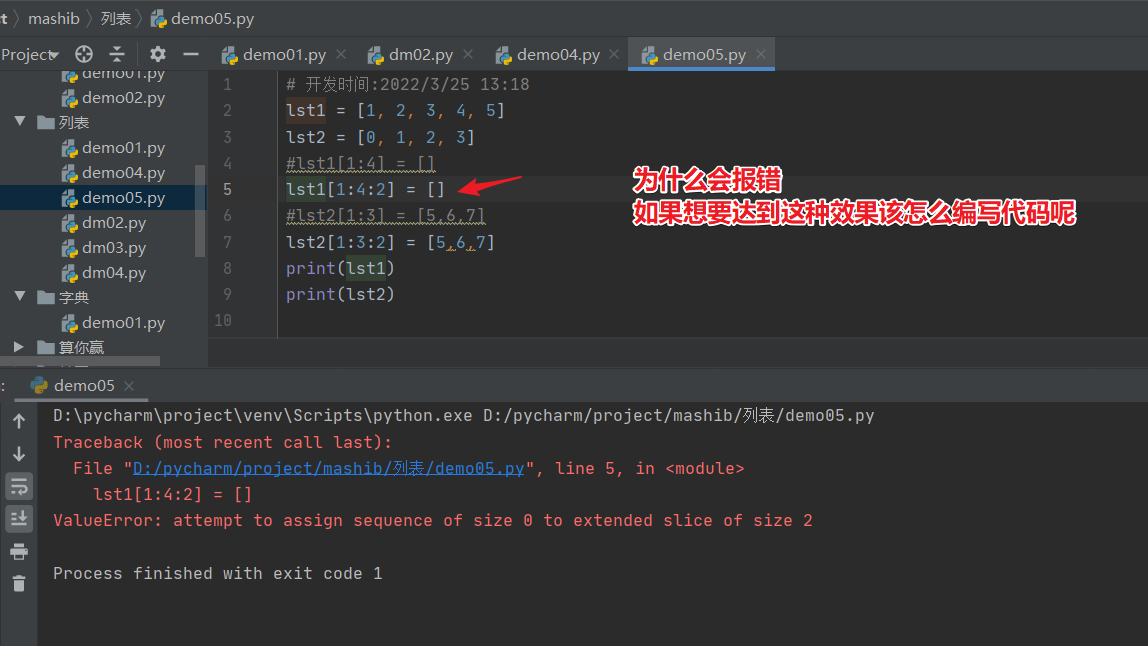 t mashib 列表 demo05.py
Project
demo01.py dm02.py demo04.py demo05.py
demo01.py
demo02.py
列表
demo01.py
demo04.py
demo05.py
dm02.py
dm03.py
dm04.py
字典
demo01.py
算你赢
1 # 开发时间:2022/3/25 13:18
2 lst1 = [1, 2, 3, 4, 5]
3 lst2 = [0, 1, 2, 3]
4 #lst1[1:4] = []
5 lst1[1:4:2] = []
6 #lst2[1:3] = [5,6,7]
7 lst2[1:3:2] = [5,6,7]
8 print(lst1)
9 print(lst2)
10
为什么会报错
如果想要达到这种效果该怎么编写代码呢
: demo05
D:\pycharm\project\venv\Scripts\python.exe D:/pycharm/project/mashib/列表/demo05.py
Traceback (most recent call last):
File "D:/pycharm/project/mashib/列表/demo05.py", line 5, in <module>
lst1[1:4:2] = []
ValueError: attempt to assign sequence of size 0 to extended slice of size 2
Process finished with exit code 1